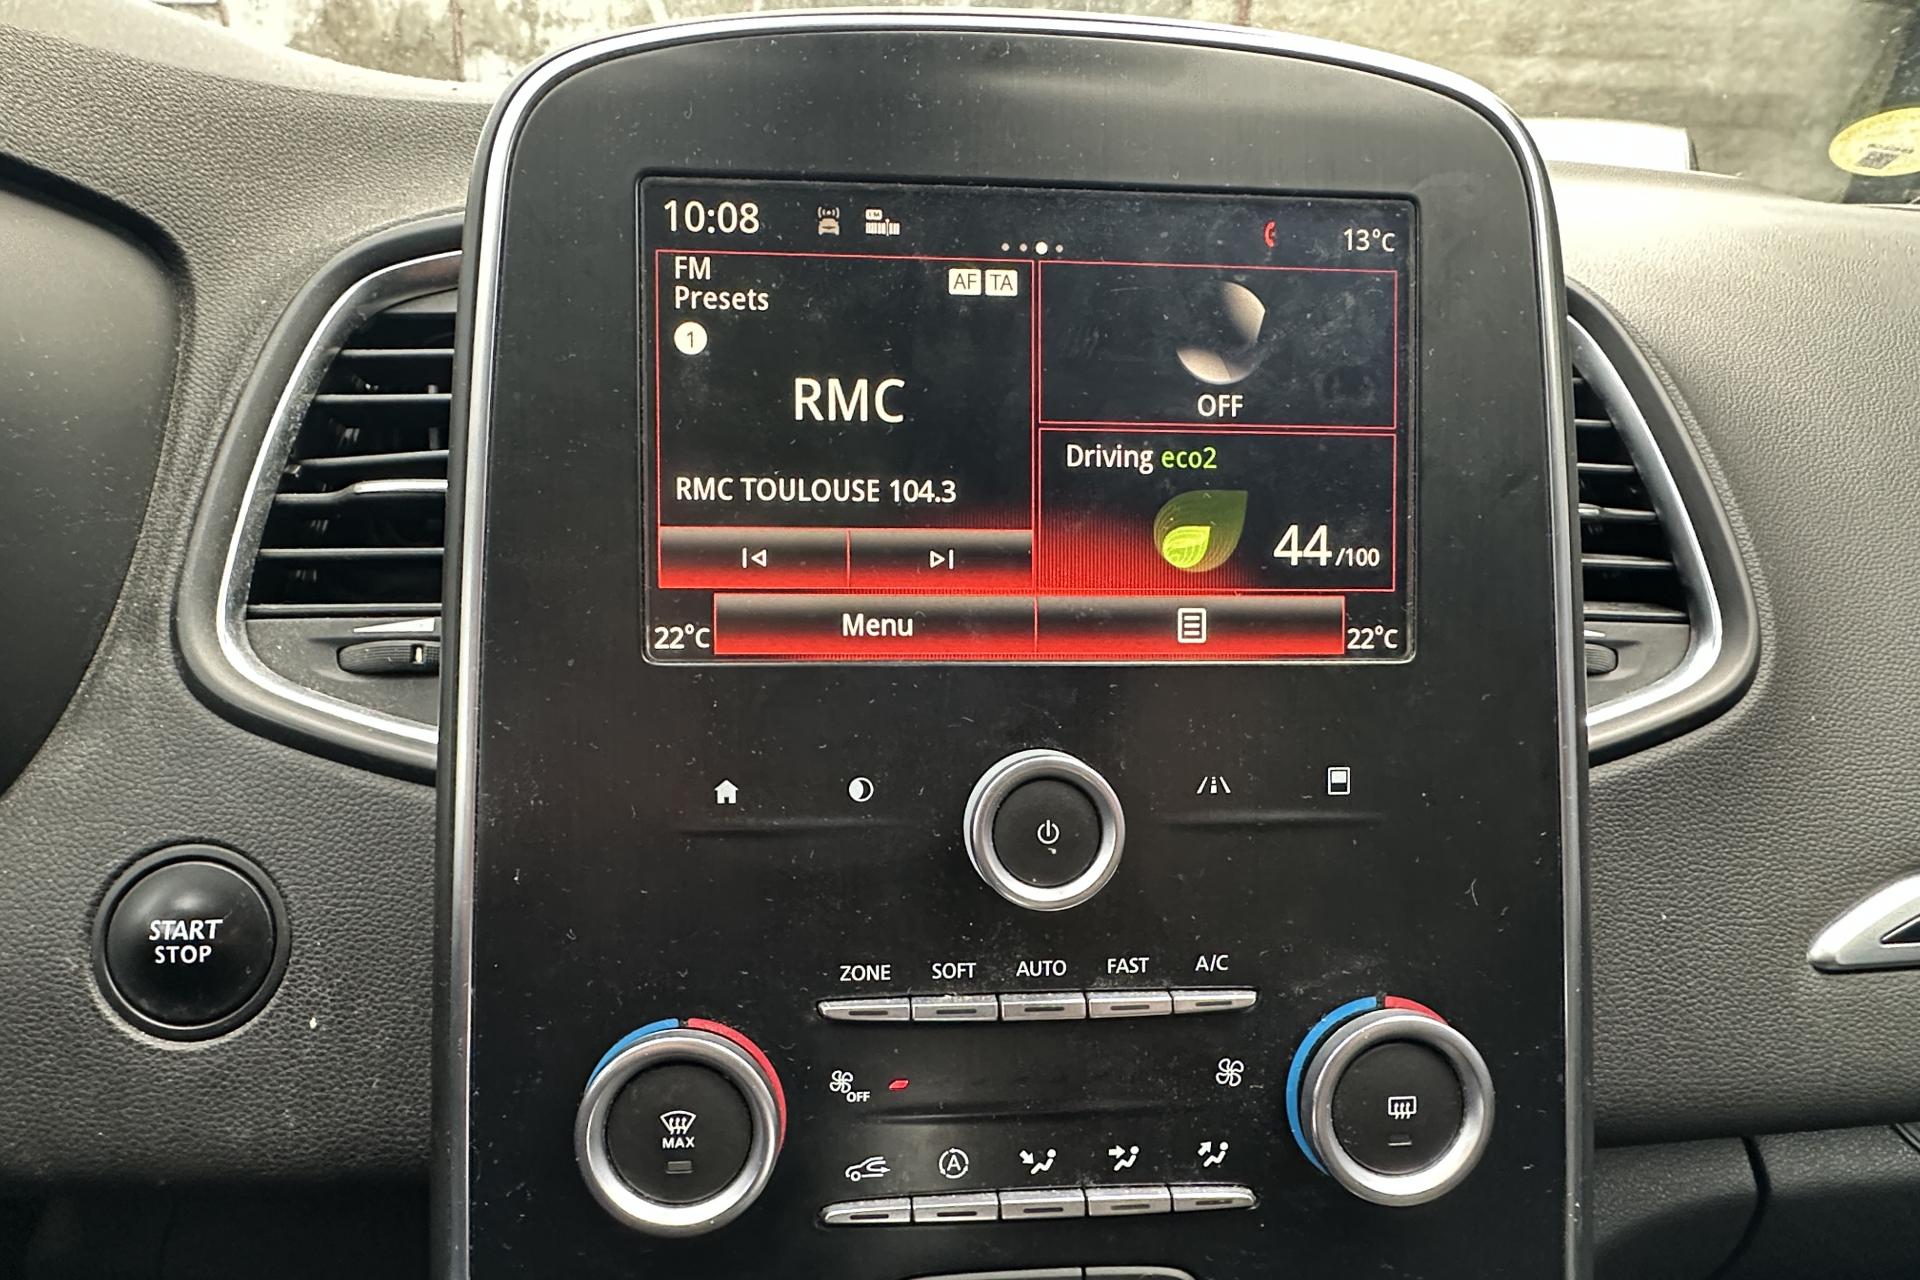 10:08
13°C
FM
Presets
AF TA
1
RMC
RMC TOULOUSE 104.3
OFF
Driving eco2
44/100
22°C
Menu
22°C
START
STOP
ZONE SOFT AUTO FAST A/C
OFF
MAX
A